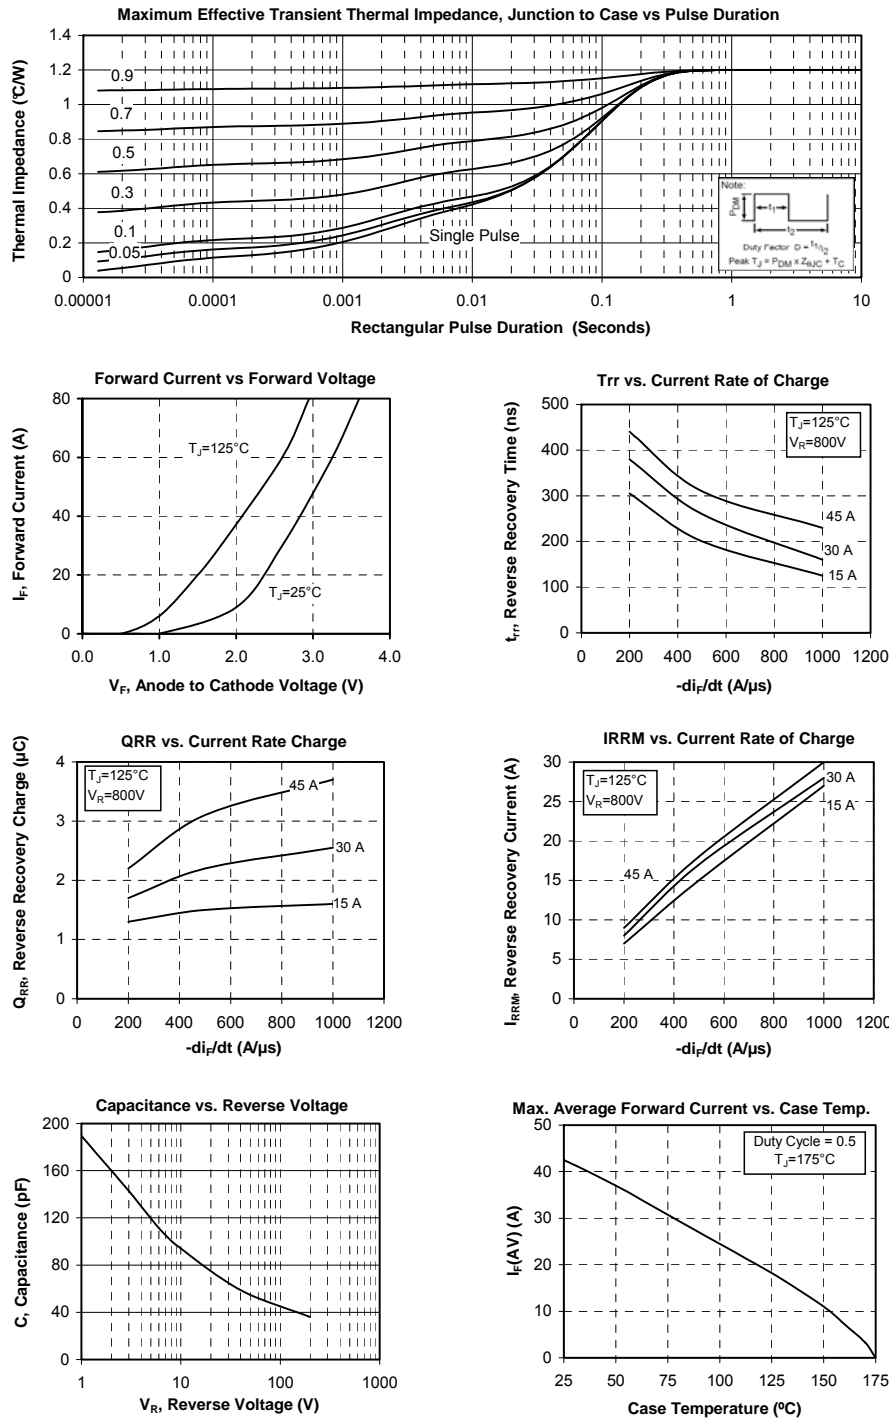 Maximum Effective Transient Thermal Impedance, Junction to Case vs Pulse Duration
Thermal Impedance (℃/W)
1.4
1.2
1.0
0.8
0.6
0.4
0.2
0
0.9
0.7
0.5
0.3
0.1
0.05
Single Pulse
Note:
PDM
t1
t2
Duty Factor D = t1/t2
Peak TJ = PDM x ZθJC + TC
0.00001 0.0001 0.001 0.01 0.1 1 10
Rectangular Pulse Duration (Seconds)
Forward Current vs Forward Voltage
IF, Forward Current (A)
80
60
40
20
0
TJ=125°C
TJ=25°C
0.0 1.0 2.0 3.0 4.0
VF, Anode to Cathode Voltage (V)
Trr vs. Current Rate of Charge
trr, Reverse Recovery Time (ns)
500
400
300
200
100
0
TJ=125°C
VR=800V
45 A
30 A
15 A
0 200 400 600 800 1000 1200
-diF/dt (A/µs)
QRR vs. Current Rate Charge
QRR, Reverse Recovery Charge (µC)
4
3
2
1
0
TJ=125°C
VR=800V
45 A
30 A
15 A
0 200 400 600 800 1000 1200
-diF/dt (A/µs)
IRRM vs. Current Rate of Charge
IRRM, Reverse Recovery Current (A)
30
25
20
15
10
5
0
TJ=125°C
VR=800V
30 A
15 A
45 A
0 200 400 600 800 1000 1200
-diF/dt (A/µs)
Capacitance vs. Reverse Voltage
C, Capacitance (pF)
200
160
120
80
40
0
1 10 100 1000
VR, Reverse Voltage (V)
Max. Average Forward Current vs. Case Temp.
IF(AV) (A)
50
40
30
20
10
0
Duty Cycle = 0.5
TJ=175°C
25 50 75 100 125 150 175
Case Temperature (ºC)